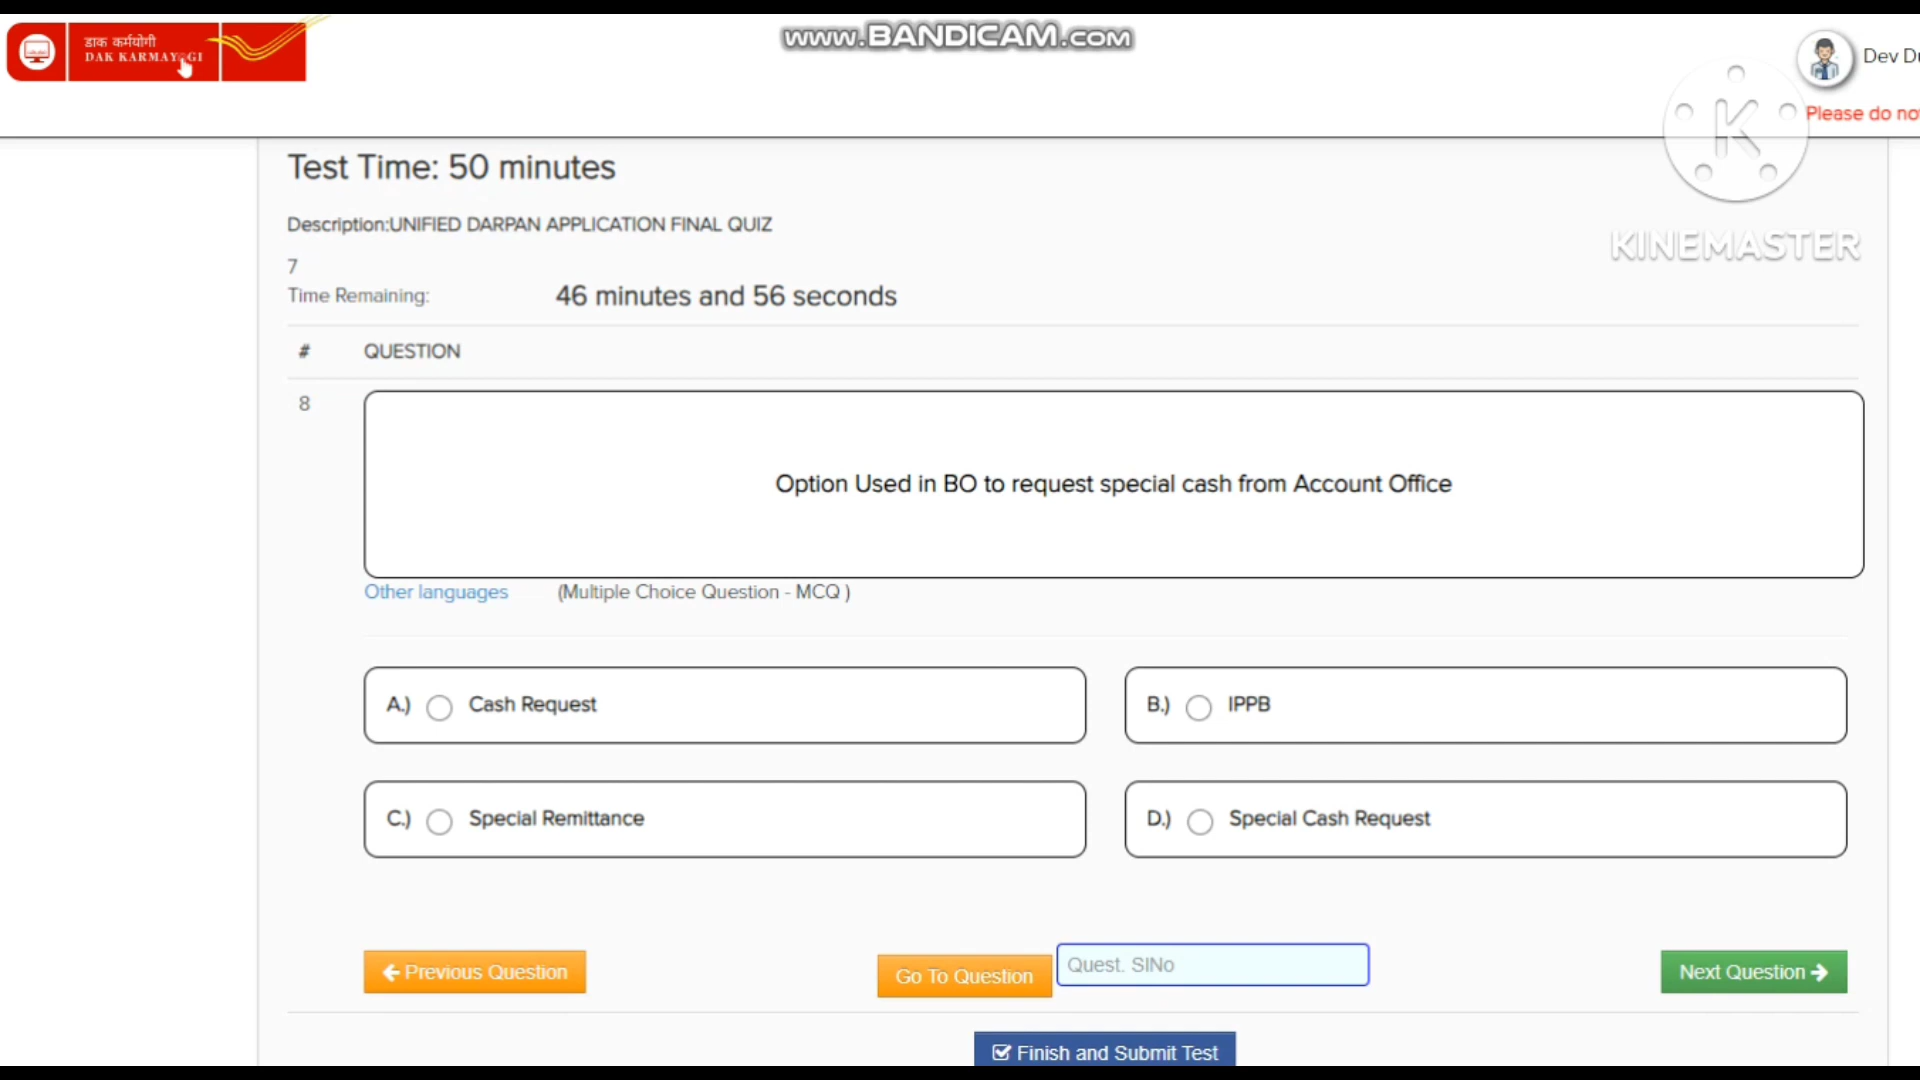 डाक कर्मयोगी
DAK KARMAYOGI
www.BANDICAM.com
Dev Du
Please do no
K
KINEMASTER
Test Time: 50 minutes
Description:UNIFIED DARPAN APPLICATION FINAL QUIZ
7
Time Remaining: 46 minutes and 56 seconds
# QUESTION
8 Option Used in BO to request special cash from Account Office
Other languages (Multiple Choice Question - MCQ )
A.) Cash Request
B.) IPPB
C.) Special Remittance
D.) Special Cash Request
Previous Question
Go To Question
Quest. SlNo
Next Question
Finish and Submit Test